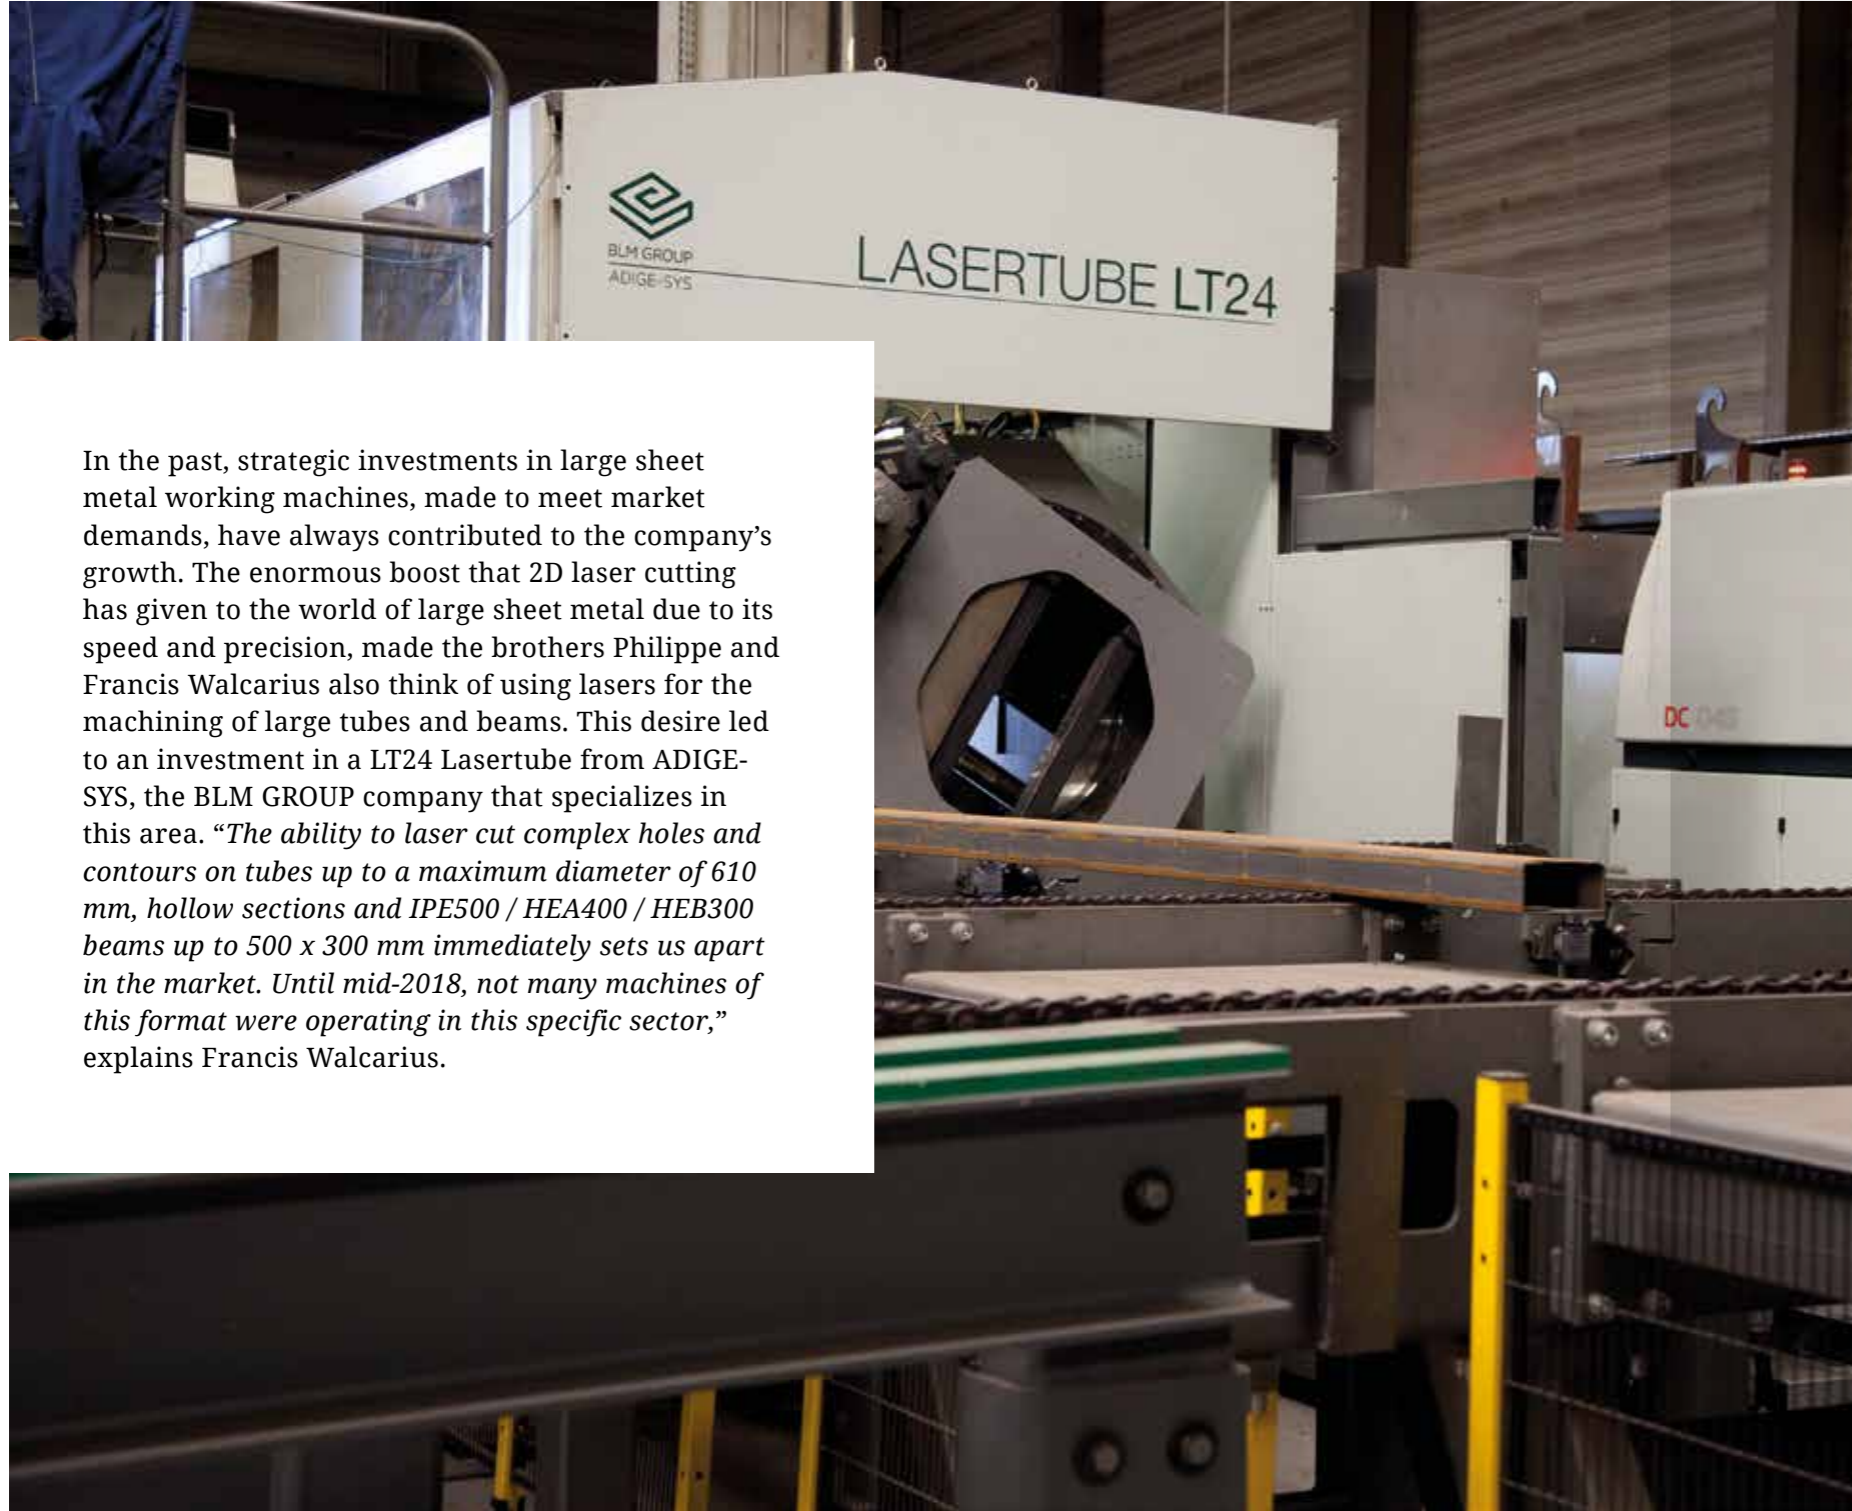 BLM GROUP
ADIGE-SYS
LASERTUBE LT24
In the past, strategic investments in large sheet
metal working machines, made to meet market
demands, have always contributed to the company’s
growth. The enormous boost that 2D laser cutting
has given to the world of large sheet metal due to its
speed and precision, made the brothers Philippe and
Francis Walcarius also think of using lasers for the
machining of large tubes and beams. This desire led
to an investment in a LT24 Lasertube from ADIGE-
SYS, the BLM GROUP company that specializes in
this area. “The ability to laser cut complex holes and
contours on tubes up to a maximum diameter of 610
mm, hollow sections and IPE500 / HEA400 / HEB300
beams up to 500 x 300 mm immediately sets us apart
in the market. Until mid-2018, not many machines of
this format were operating in this specific sector,”
explains Francis Walcarius.
DC